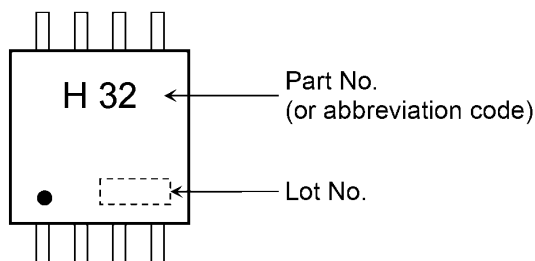 H 32
Part No.
(or abbreviation code)
Lot No.